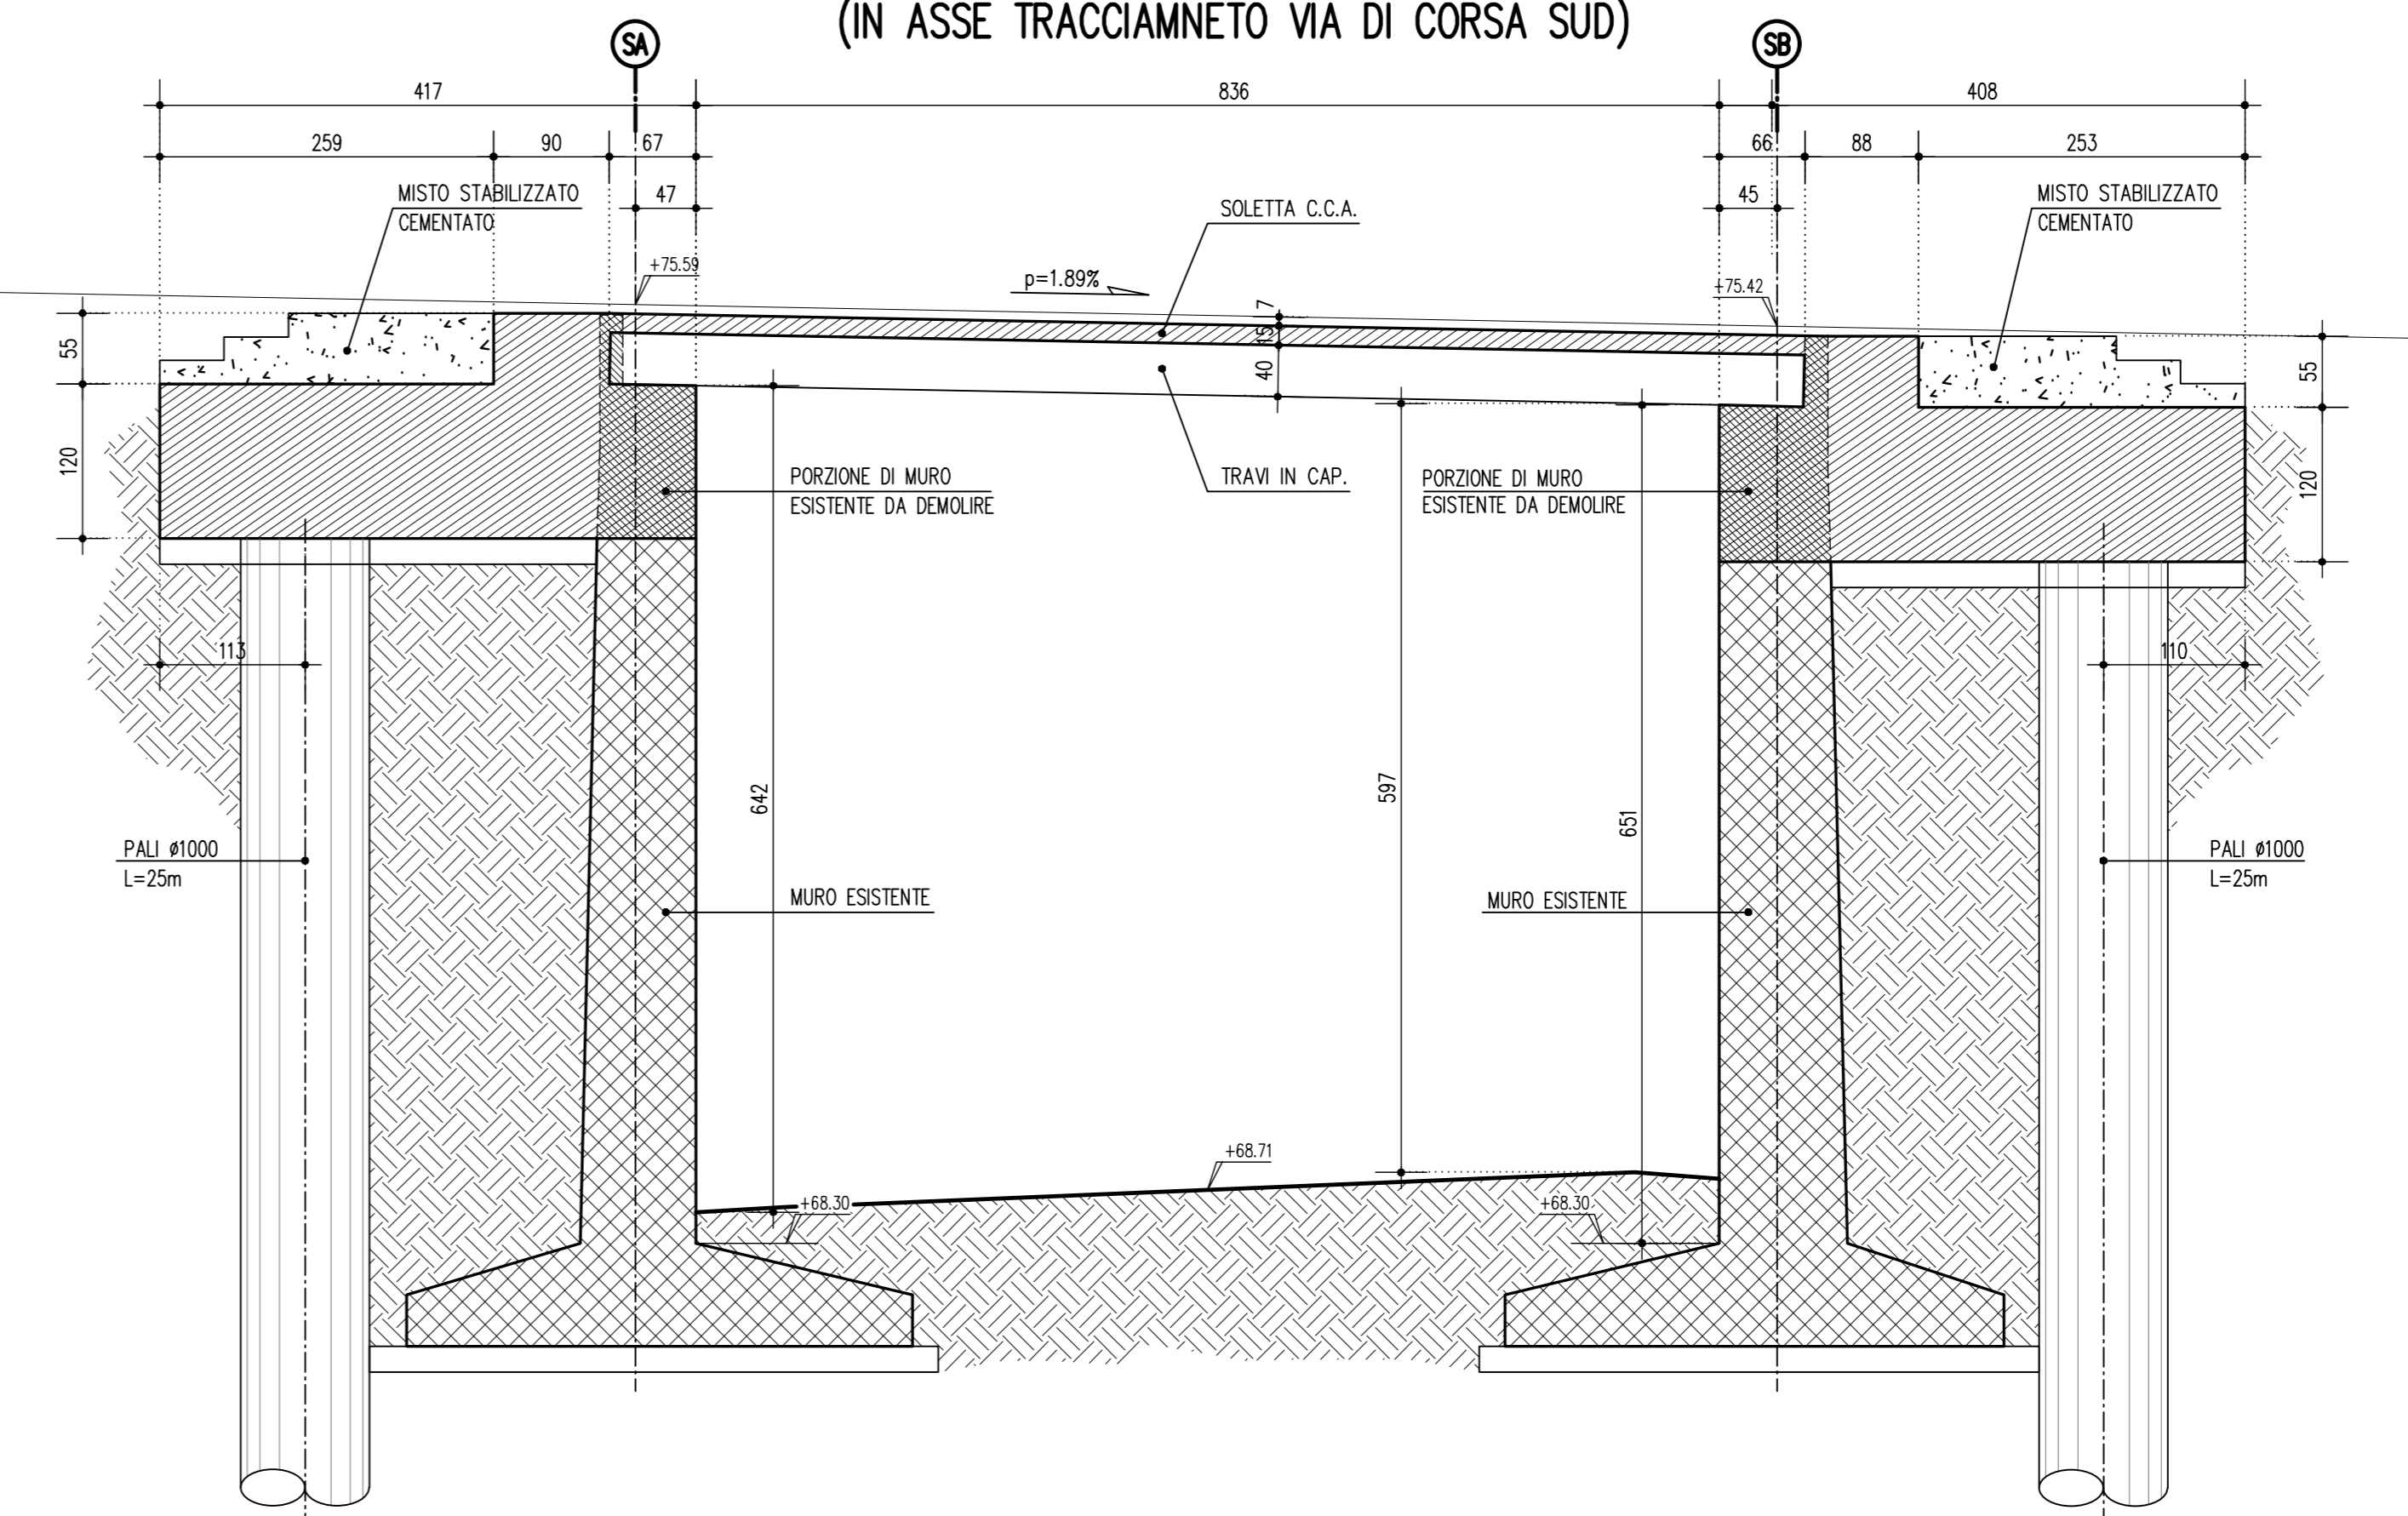 (IN ASSE TRACCIAMNETO VIA DI CORSA SUD)
SA
SB
417
836
408
259
90
67
66
88
253
47
45
MISTO STABILIZZATO
CEMENTATO
SOLETTA C.C.A.
MISTO STABILIZZATO
CEMENTATO
+75.59
p=1.89%
+75.42
7
15
40
55
120
55
120
PORZIONE DI MURO
ESISTENTE DA DEMOLIRE
TRAVI IN CAP.
PORZIONE DI MURO
ESISTENTE DA DEMOLIRE
113
110
642
597
651
PALI ø1000
L=25m
PALI ø1000
L=25m
MURO ESISTENTE
MURO ESISTENTE
+68.71
+68.30
+68.30